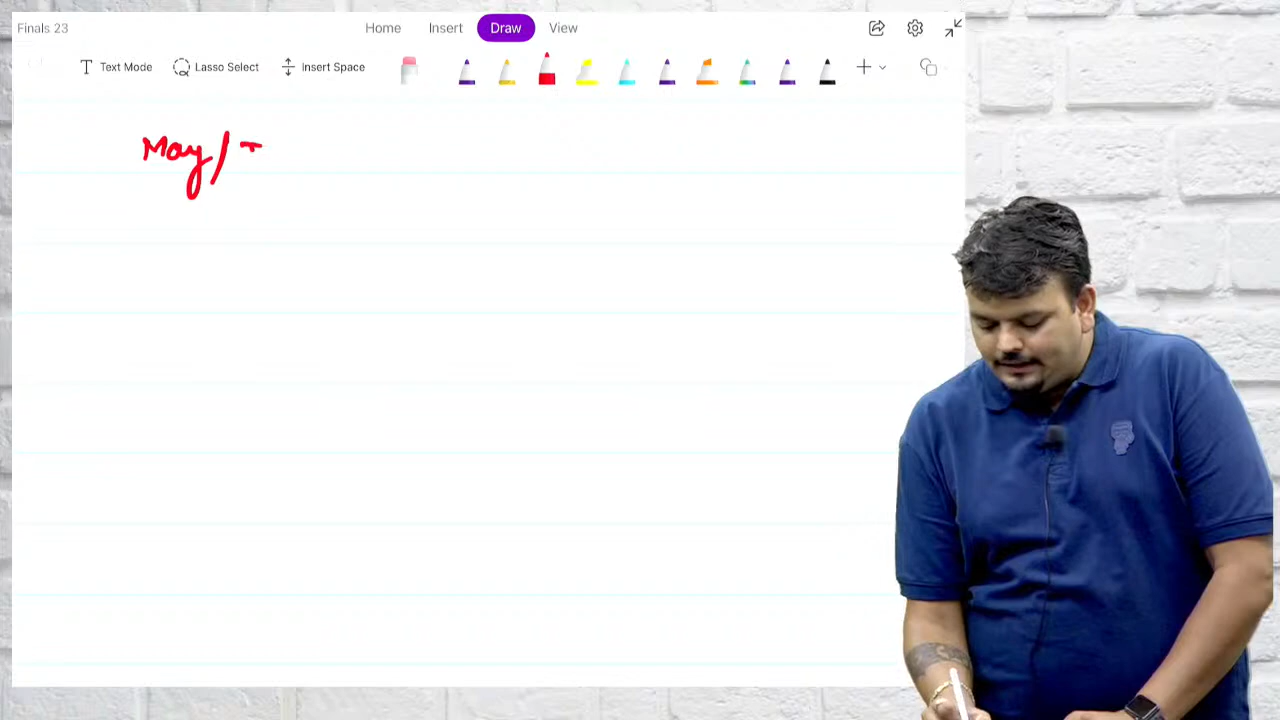 Finals 23
Home Insert Draw View
Text Mode Lasso Select Insert Space
May/